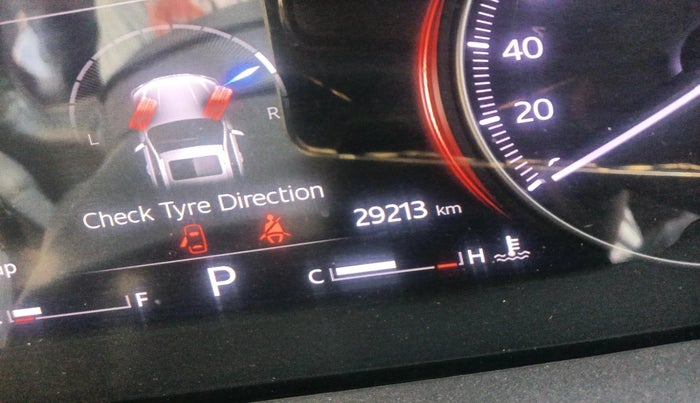 40
20
L R
Check Tyre Direction
29213 km
F P C H